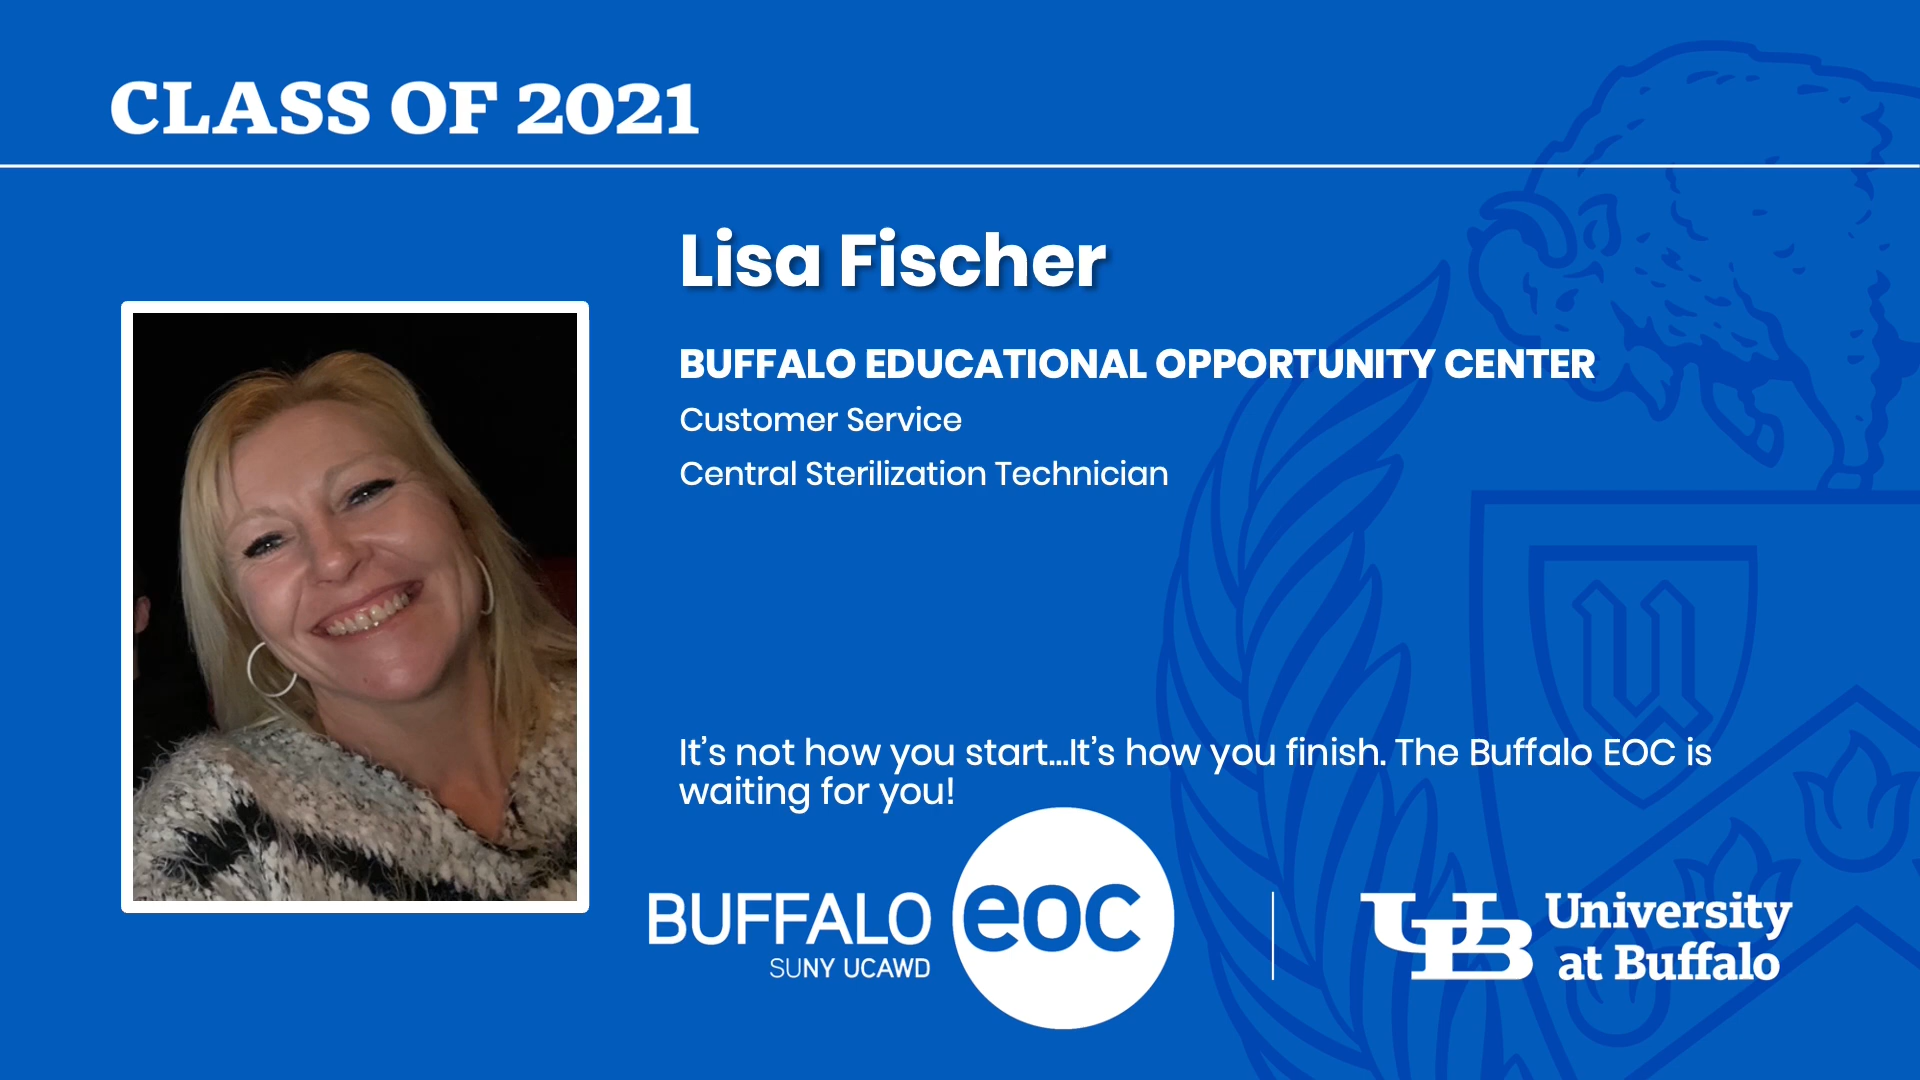 CLASS OF 2021
Lisa Fischer
BUFFALO EDUCATIONAL OPPORTUNITY CENTER
Customer Service
Central Sterilization Technician
It’s not how you start...It’s how you finish. The Buffalo EOC is
waiting for you!
BUFFALO eoc
SUNY UCAWD
UB University
at Buffalo